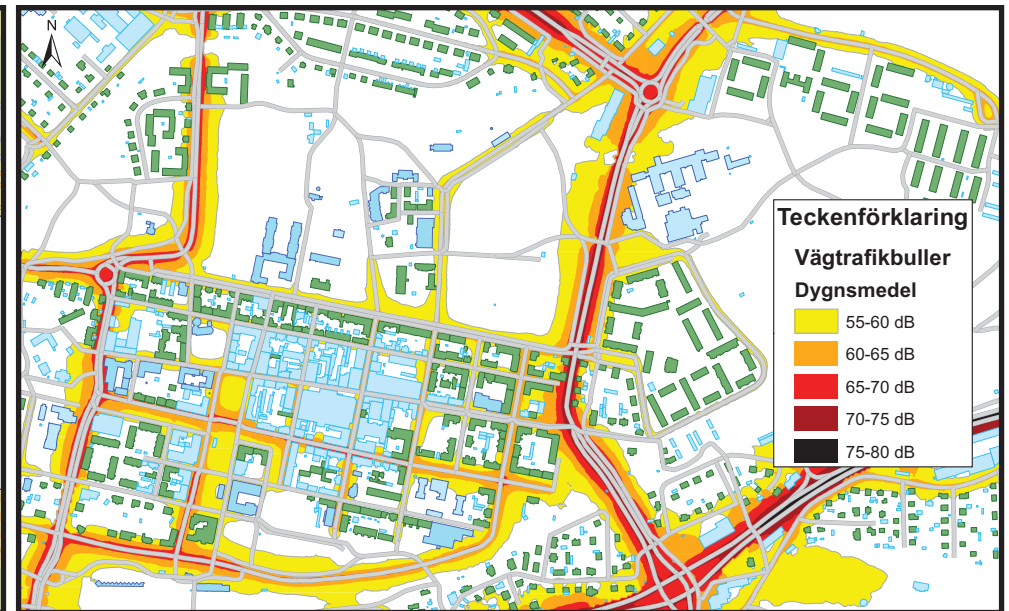 N
Teckenförklaring
Vägtrafikbuller
Dygnsmedel
55-60 dB
60-65 dB
65-70 dB
70-75 dB
75-80 dB